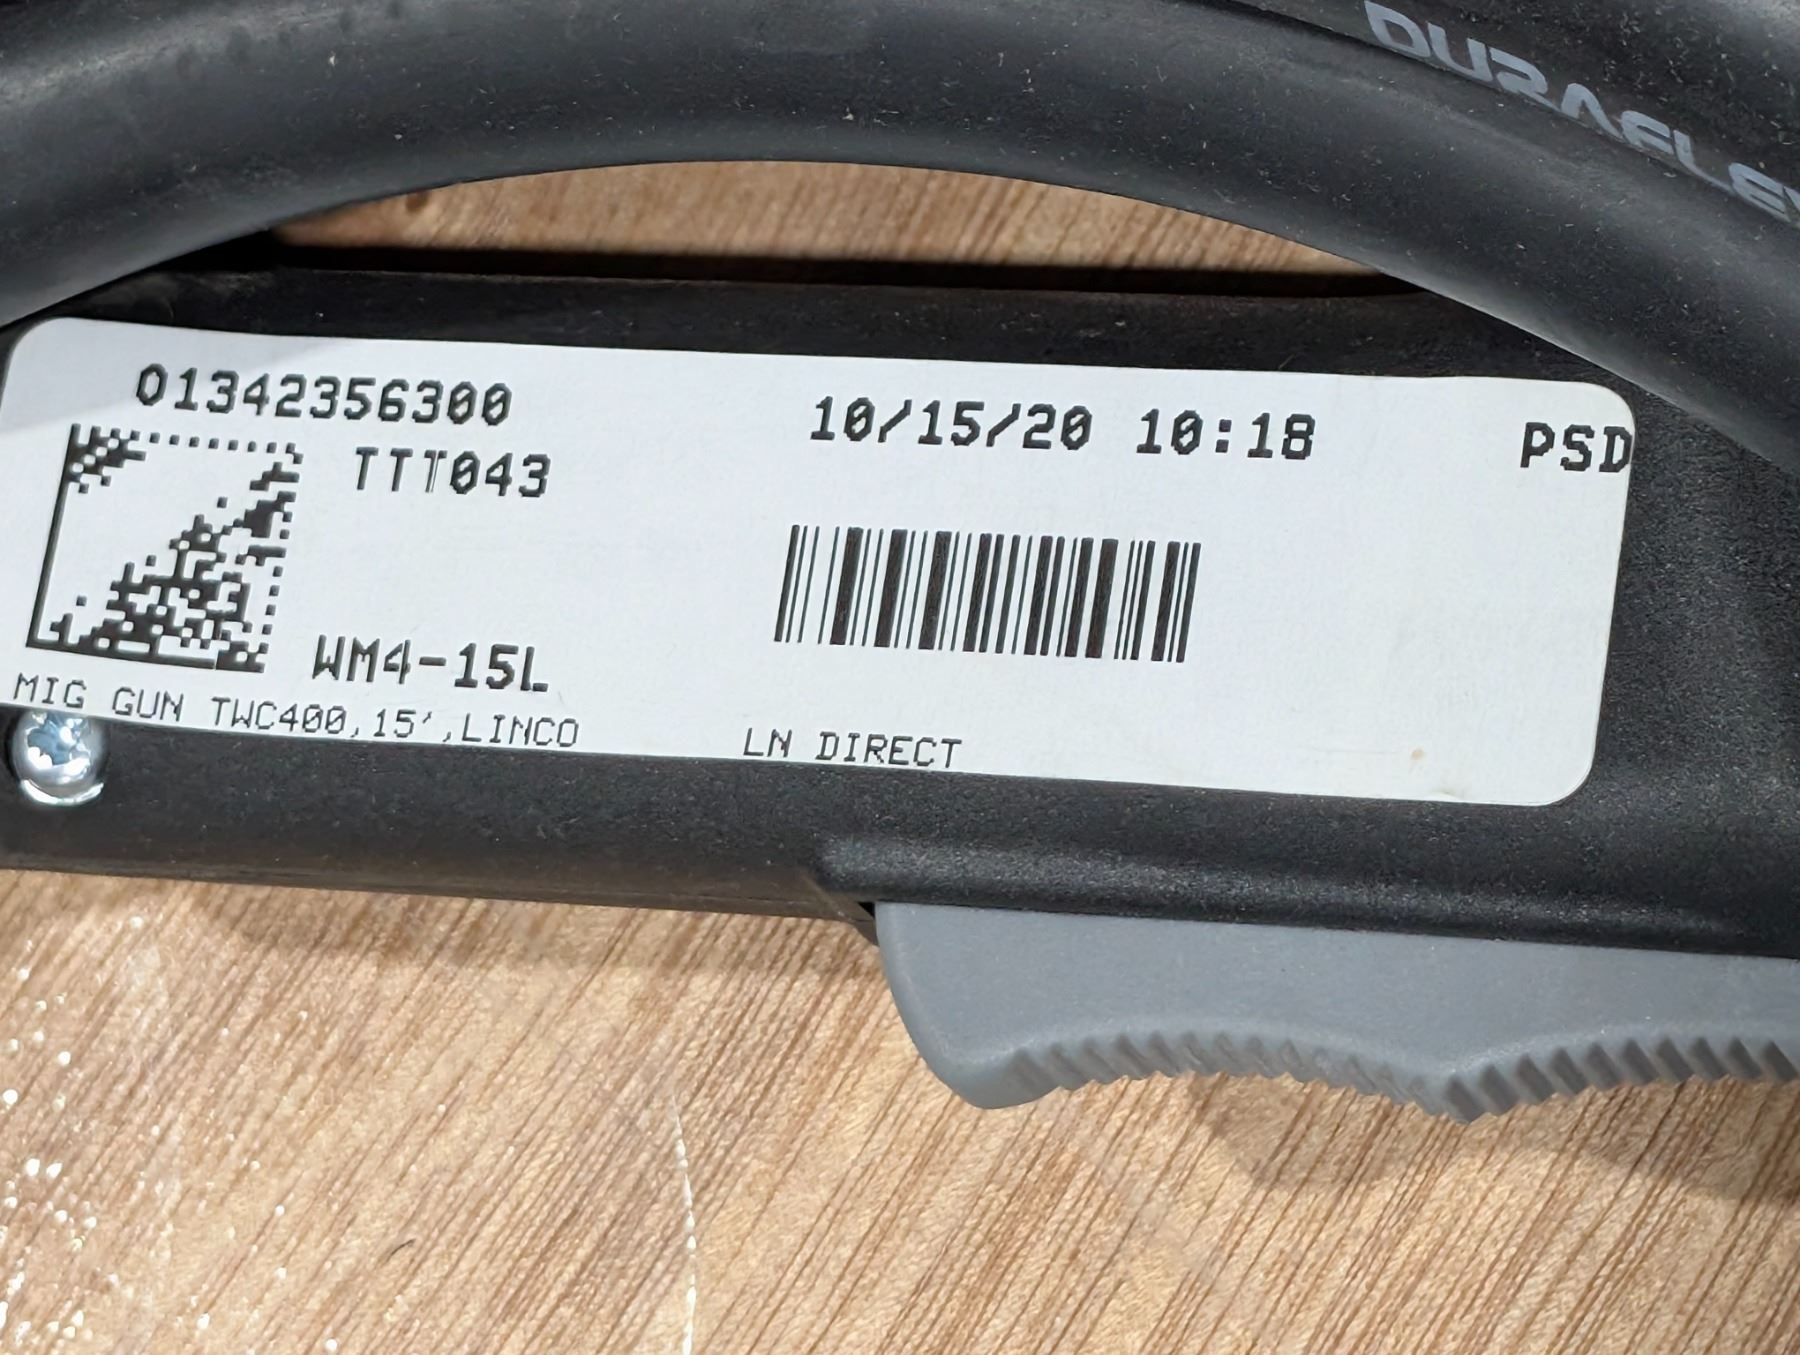 DURAFLE
01342356300
10/15/20 10:18
PSD
TTT043
WM4-15L
MIG GUN TWC400,15',LINCO
LN DIRECT